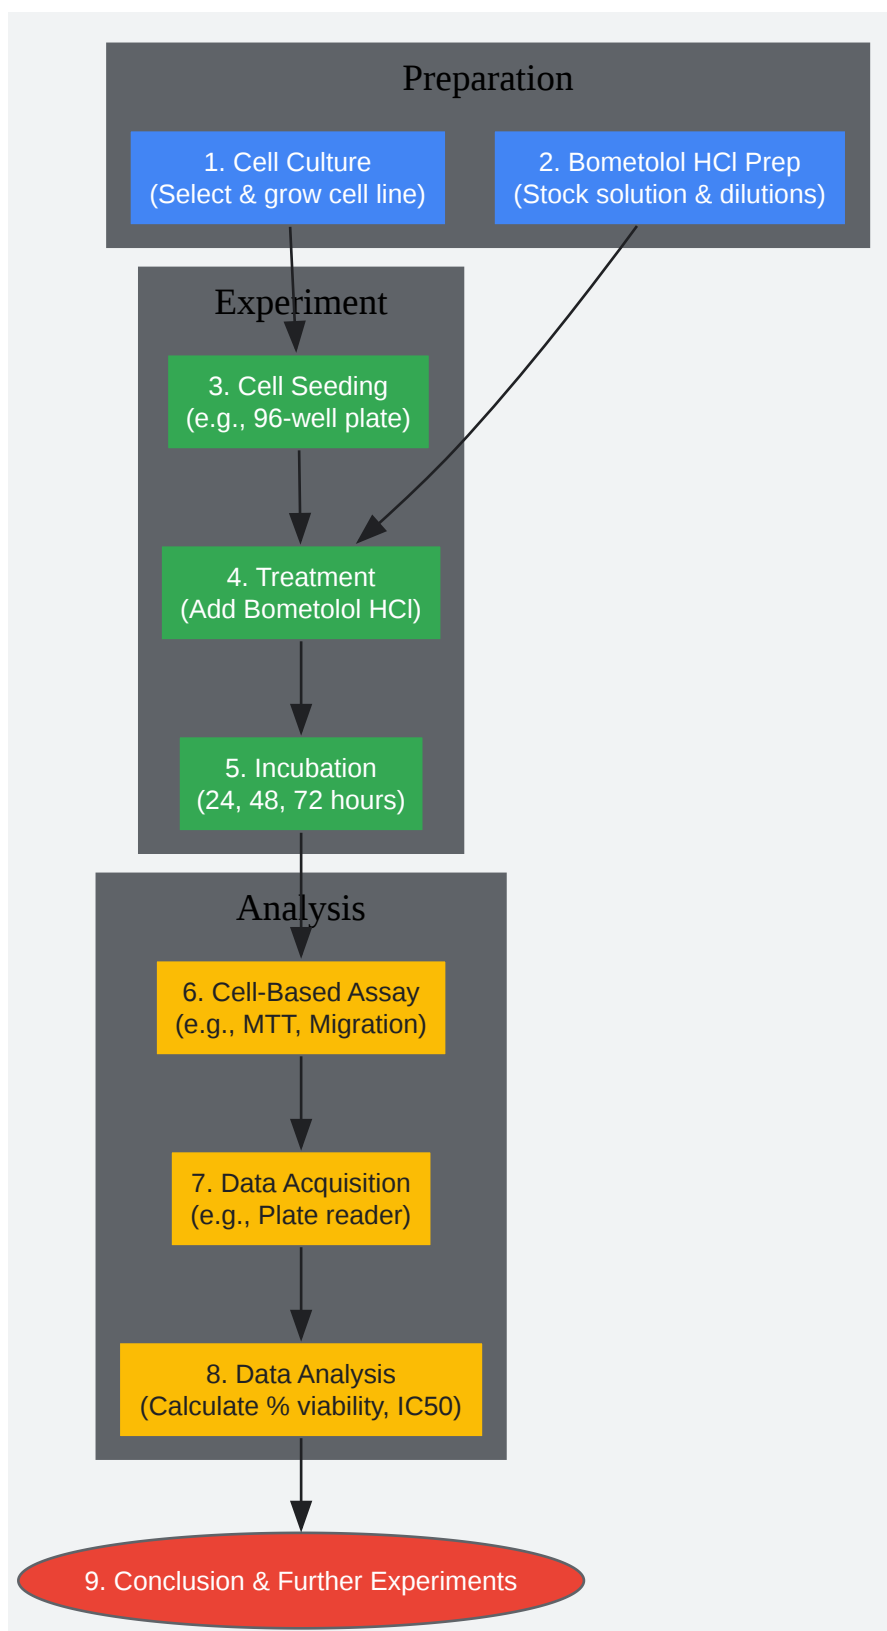 Preparation
1. Cell Culture
(Select & grow cell line)
2. Bometolol HCl Prep
(Stock solution & dilutions)
Experiment
3. Cell Seeding
(e.g., 96-well plate)
4. Treatment
(Add Bometolol HCl)
5. Incubation
(24, 48, 72 hours)
Analysis
6. Cell-Based Assay
(e.g., MTT, Migration)
7. Data Acquisition
(e.g., Plate reader)
8. Data Analysis
(Calculate % viability, IC50)
9. Conclusion & Further Experiments